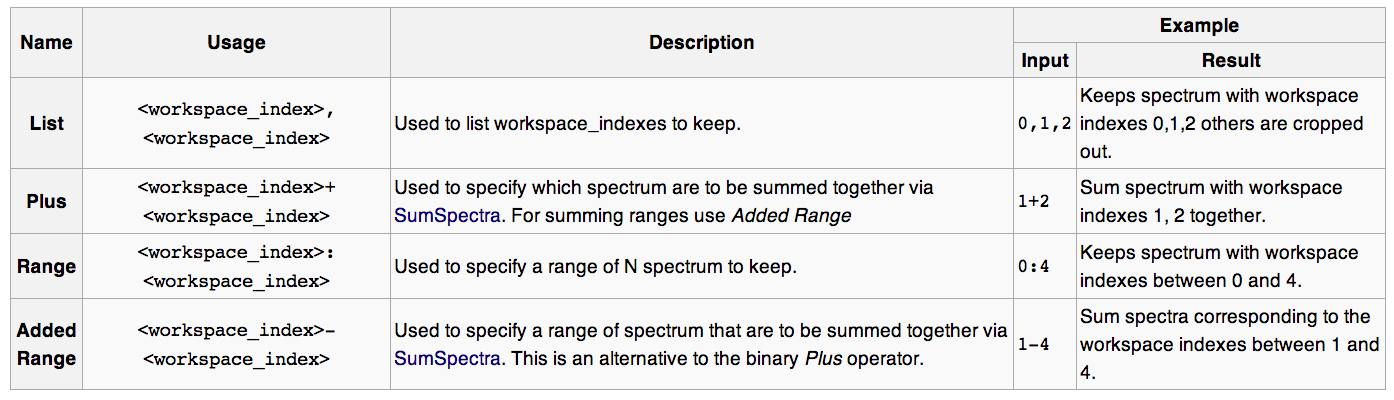 Name
Usage
Description
Example
Input
Result
List
<workspace_index>,
<workspace_index>
Used to list workspace_indexes to keep.
0,1,2
Keeps spectrum with workspace
indexes 0,1,2 others are cropped
out.
Plus
<workspace_index>+
<workspace_index>
Used to specify which spectrum are to be summed together via
SumSpectra. For summing ranges use Added Range
1+2
Sum spectrum with workspace
indexes 1, 2 together.
Range
<workspace_index>:
<workspace_index>
Used to specify a range of N spectrum to keep.
0:4
Keeps spectrum with workspace
indexes between 0 and 4.
Added
Range
<workspace_index>-
<workspace_index>
Used to specify a range of spectrum that are to be summed together via
SumSpectra. This is an alternative to the binary Plus operator.
1-4
Sum spectra corresponding to the
workspace indexes between 1 and
4.